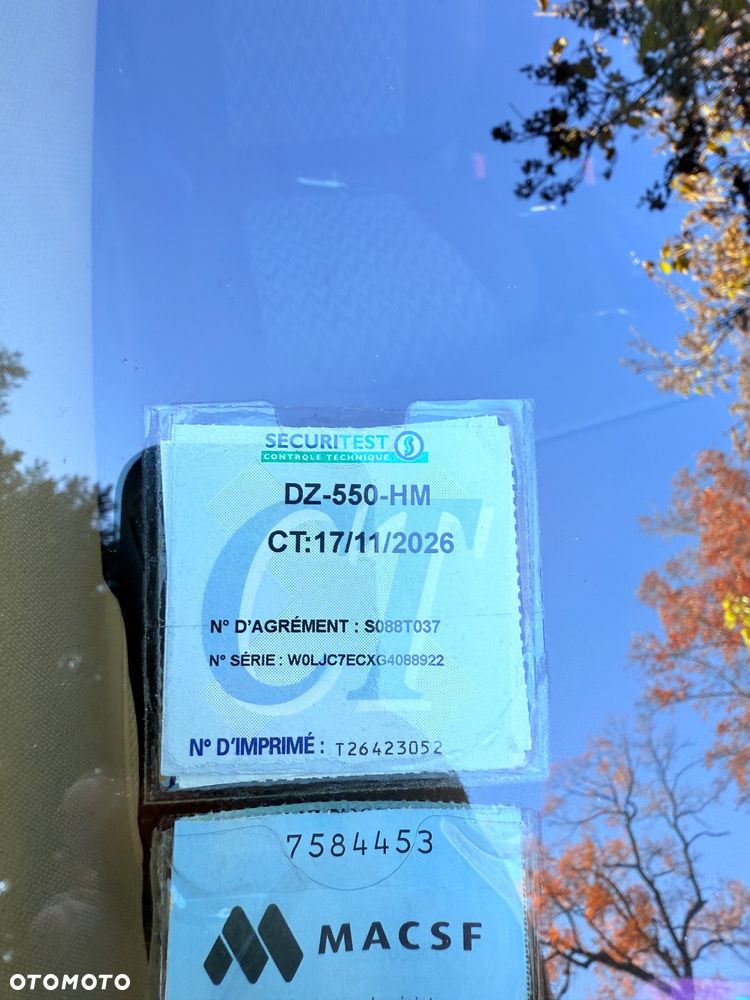 SECURITEST
CONTROLE TECHNIQUE
DZ-550-HM
CT:17/11/2026
N° D'AGRÉMENT : S088T037
N° SÉRIE : W0LJC7ECXG4088922
N° D'IMPRIMÉ : T26423052
CT
7584453
MACSF
OTOMOTO